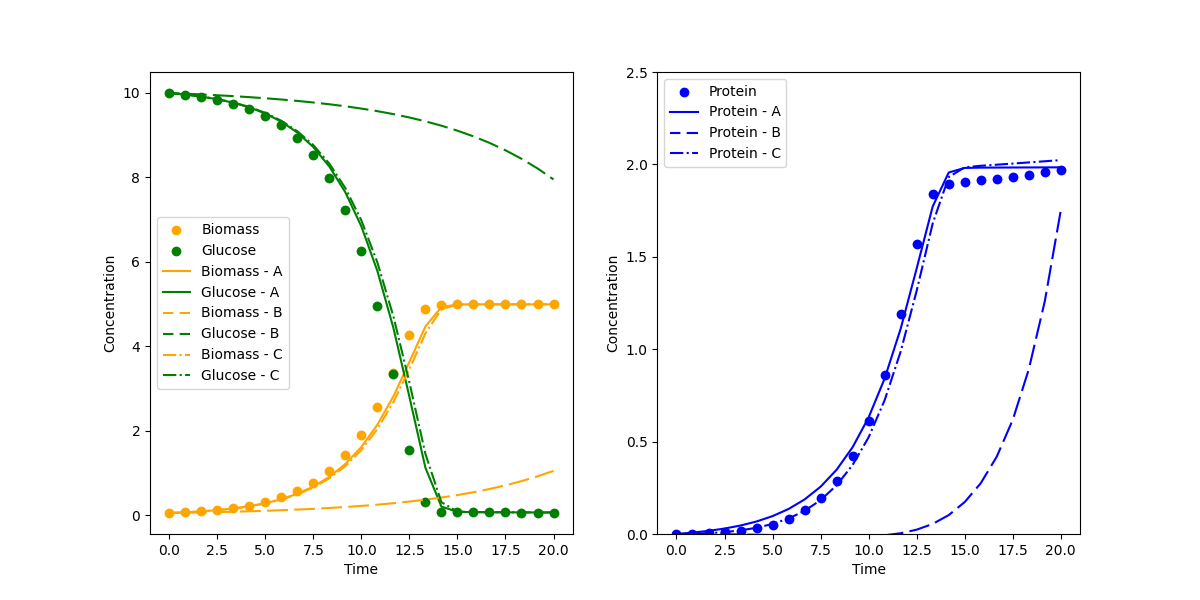 10
8
6
4
2
0
Concentration
Biomass
Glucose
Biomass - A
Glucose - A
Biomass - B
Glucose - B
Biomass - C
Glucose - C
0.0 2.5 5.0 7.5 10.0 12.5 15.0 17.5 20.0
Time
2.5
2.0
1.5
1.0
0.5
0.0
Concentration
Protein
Protein - A
Protein - B
Protein - C
0.0 2.5 5.0 7.5 10.0 12.5 15.0 17.5 20.0
Time